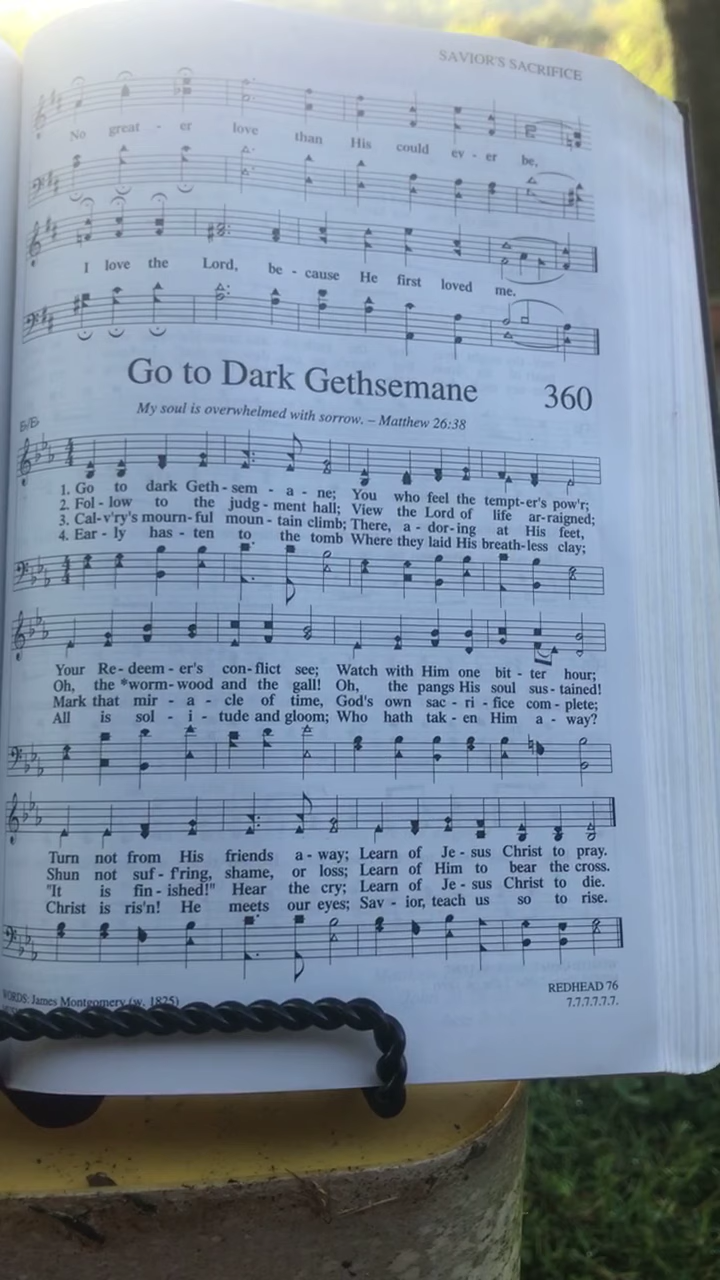 SAVIOR'S SACRIFICE
No great - er love than His could ev - er be,
I love the Lord, be - cause He first loved me.
Go to Dark Gethsemane 360
My soul is overwhelmed with sorrow. – Matthew 26:38
E♭/E♭
1. Go to dark Geth - sem - a - ne; You who feel the tempt-er's pow'r;
2. Fol - low to the judg - ment hall; View the Lord of life ar-raigned;
3. Cal-v'ry's mourn-ful moun - tain climb; There, a - dor - ing at His feet,
4. Ear - ly has - ten to the tomb Where they laid His breath-less clay;
Your Re - deem - er's con-flict see; Watch with Him one bit - ter hour;
Oh, the *worm-wood and the gall! Oh, the pangs His soul sus - tained!
Mark that mir - a - cle of time, God's own sac - ri - fice com - plete;
All is sol - i - tude and gloom; Who hath tak - en Him a - way?
Turn not from His friends a - way; Learn of Je - sus Christ to pray.
Shun not suf - f'ring, shame, or loss; Learn of Him to bear the cross.
"It is fin - ished!" Hear the cry; Learn of Je - sus Christ to die.
Christ is ris'n! He meets our eyes; Sav - ior, teach us so to rise.
WORDS: James Montgomery (w. 1825)
REDHEAD 76
7.7.7.7.7.7.